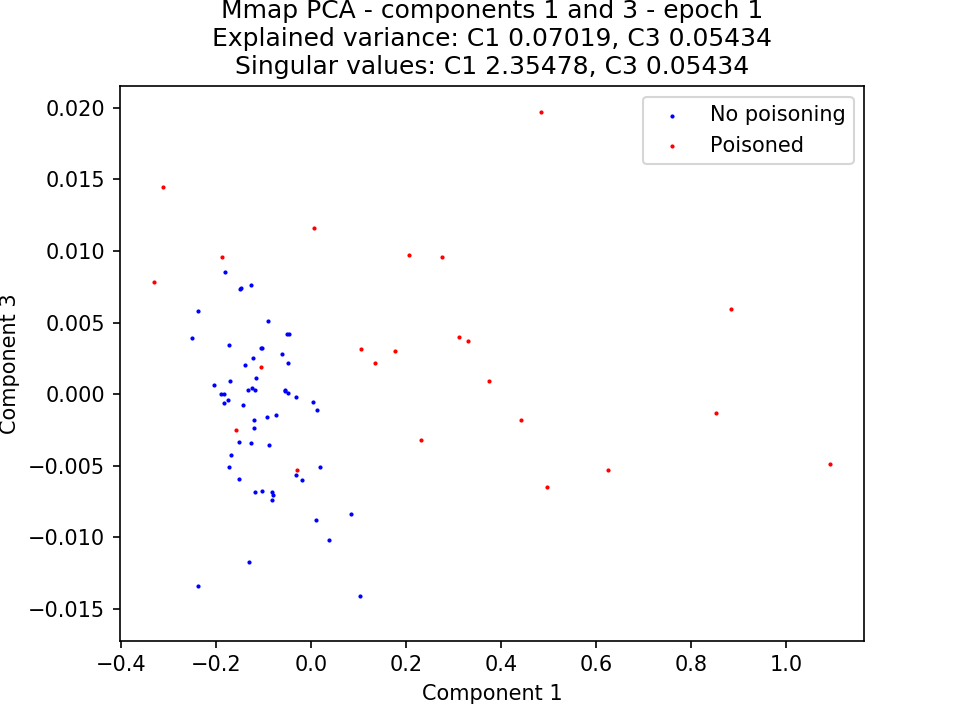 Mmap PCA - components 1 and 3 - epoch 1
Explained variance: C1 0.07019, C3 0.05434
Singular values: C1 2.35478, C3 0.05434
No poisoning
Poisoned
Component 3
0.020
0.015
0.010
0.005
0.000
−0.005
−0.010
−0.015
−0.4 −0.2 0.0 0.2 0.4 0.6 0.8 1.0
Component 1